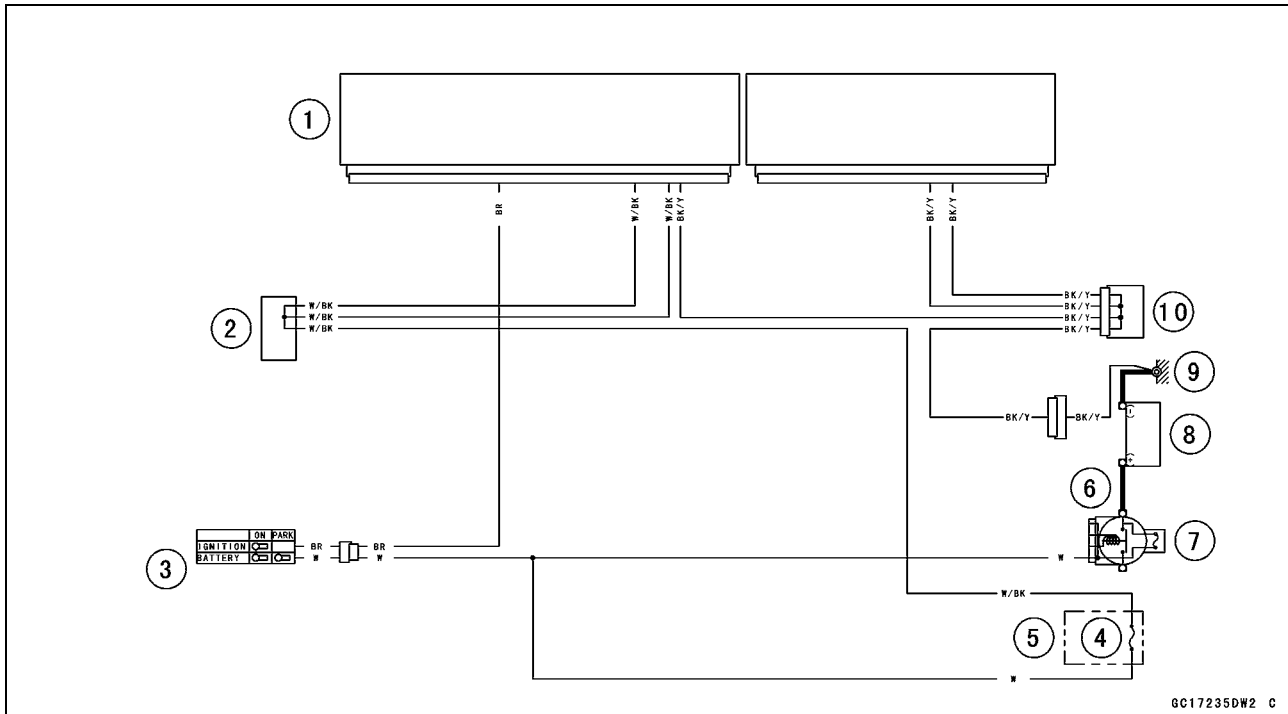 1
BR
W/BK
W/BK
BK/Y
BK/Y
BK/Y
2
W/BK
W/BK
W/BK
BK/Y
BK/Y
BK/Y
BK/Y
10
9
BK/Y
BK/Y
(-)
8
(+)
6
ON PARK
IGNITION
BATTERY
BR
W
BR
W
W
7
3
W/BK
5
4
W
GC17235DW2 C